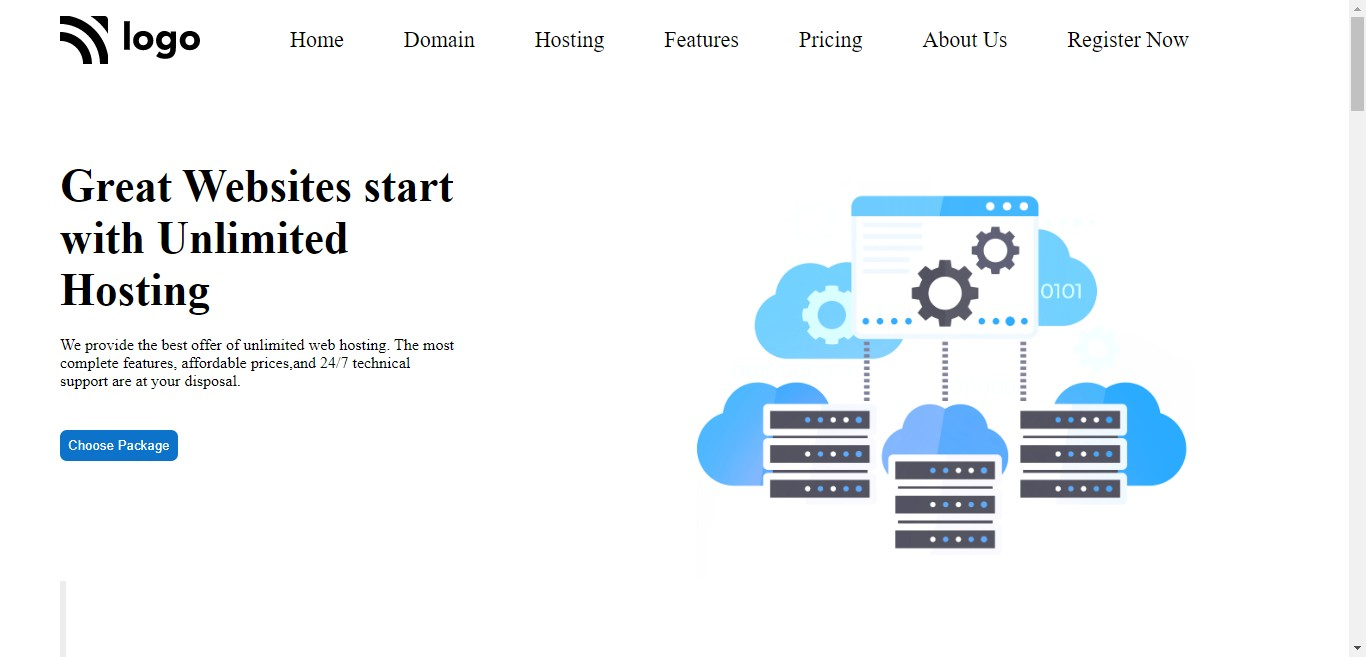 logo
Home Domain Hosting Features Pricing About Us Register Now
Great Websites start
with Unlimited
Hosting
We provide the best offer of unlimited web hosting. The most
complete features, affordable prices,and 24/7 technical
support are at your disposal.
Choose Package
0101